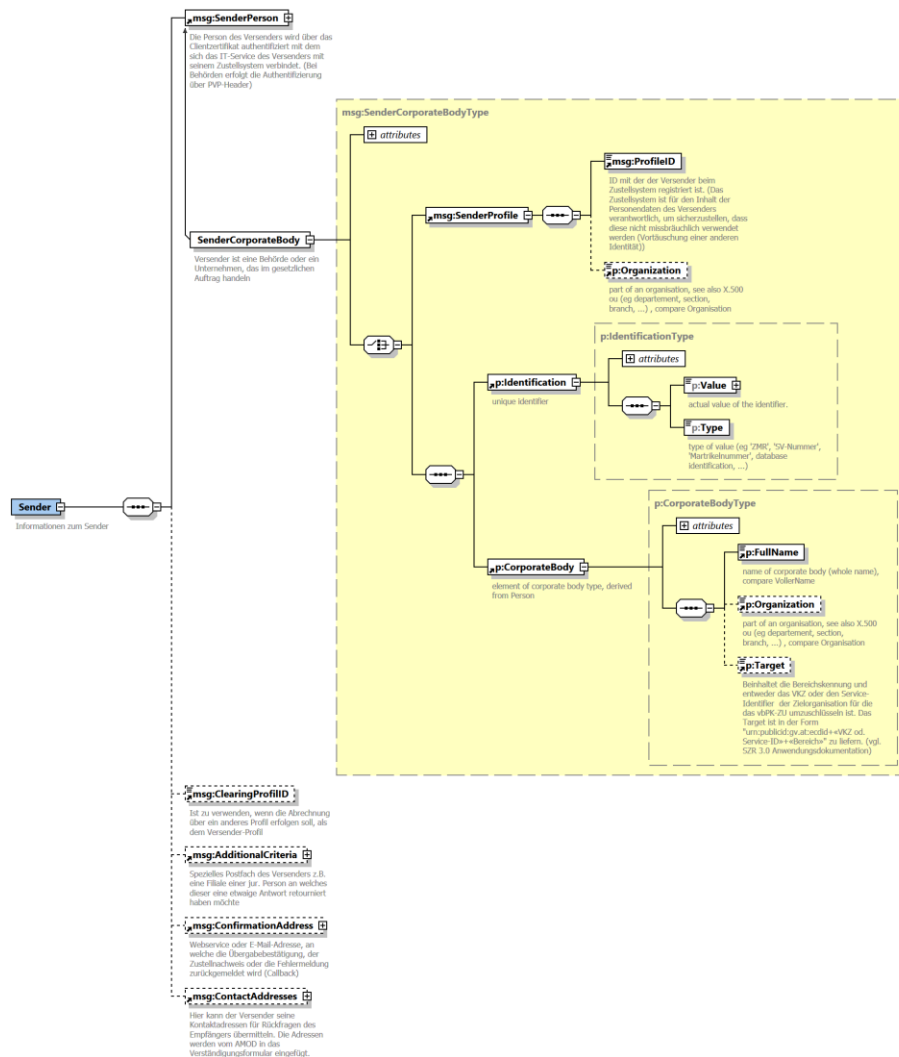 msg:SenderPerson
Die Person des Versenders wird über das
Clientzertifikat authentifiziert mit dem
sich das IT-Service des Versenders mit
seinem Zustellsystem verbindet. (Bei
Behörden erfolgt die Authentifizierung
über PVP-Header)
msg:SenderCorporateBodyType
attributes
msg:ProfileID
ID mit der der Versender beim
Zustellsystem registriert ist. (Das
Zustellsystem ist für den Inhalt der
Personendaten des Versenders
verantwortlich, um sicherzustellen, dass
diese nicht missbräuchlich verwendet
werden (Vortäuschung einer anderen
Identität))
msg:SenderProfile
SenderCorporateBody
Versender ist eine Behörde oder ein
Unternehmen, das im gesetzlichen
Auftrag handeln
p:Organization
part of an organisation, see also X.500
ou (eg departement, section,
branch, ...) , compare Organisation
p:IdentificationType
attributes
p:Identification
unique identifier
p:Value
actual value of the identifier.
p:Type
type of value (eg 'ZMR', 'SV-Nummer',
'Martrikelnummer', database
identification, ...)
Sender
Informationen zum Sender
p:CorporateBodyType
attributes
p:CorporateBody
element of corporate body type, derived
from Person
p:FullName
name of corporate body (whole name),
compare VollerName
p:Organization
part of an organisation, see also X.500
ou (eg departement, section,
branch, ...) , compare Organisation
p:Target
Beinhaltet die Bereichskennung und
entweder das VKZ oder den Service-
Identifier der Zielorganisation für die
das vbPK-ZU umzuschlüsseln ist. Das
Target ist in der Form
"urn:publicid:gv.at:ecdid+«VKZ od.
Service-ID»+«Bereich»" zu liefern. (vgl.
SZR 3.0 Anwendungsdokumentation)
msg:ClearingProfilID
Ist zu verwenden, wenn die Abrechnung
über ein anderes Profil erfolgen soll, als
dem Versender-Profil
msg:AdditionalCriteria
Spezielles Postfach des Versenders z.B.
eine Filiale einer jur. Person an welches
dieser eine etwaige Antwort retourniert
haben möchte
msg:ConfirmationAddress
Webservice oder E-Mail-Adresse, an
welche die Übergabebestätigung, der
Zustellnachweis oder die Fehlermeldung
zurückgemeldet wird (Callback)
msg:ContactAddresses
Hier kann der Versender seine
Kontaktadressen für Rückfragen des
Empfängers übermitteln. Die Adressen
werden vom AMOD in das
Verständigungsformular eingefügt.